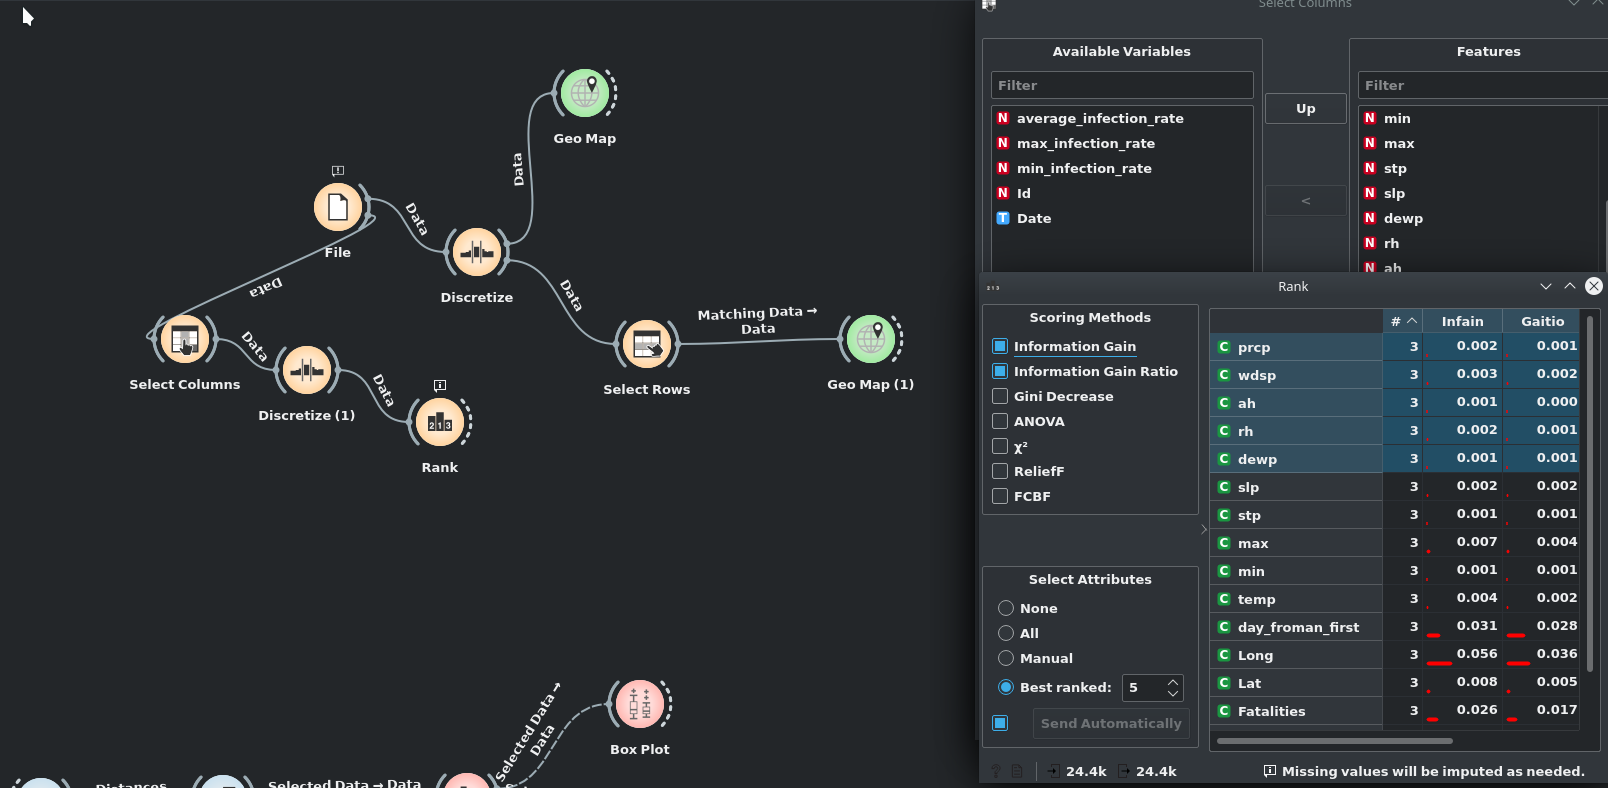 Select Columns
Available Variables
Features
Filter
Filter
average_infection_rate
max_infection_rate
min_infection_rate
Id
Date
Up
<
min
max
stp
slp
dewp
rh
ah
Geo Map
Data
File
Data
Discretize
Data
Data
Select Columns
Data
Discretize (1)
Data
Rank
Select Rows
Matching Data → Data
Geo Map (1)
Selected Data → Data
Box Plot
Distances
Selected Data → Data
Rank
Scoring Methods
Information Gain
Information Gain Ratio
Gini Decrease
ANOVA
χ²
ReliefF
FCBF
Select Attributes
None
All
Manual
Best ranked: 5
Send Automatically
# Infain Gaitio
C prcp 3 0.002 0.001
C wdsp 3 0.003 0.002
C ah 3 0.001 0.000
C rh 3 0.002 0.001
C dewp 3 0.001 0.001
C slp 3 0.002 0.002
C stp 3 0.001 0.001
C max 3 0.007 0.004
C min 3 0.001 0.001
C temp 3 0.004 0.002
C day_froman_first 3 0.031 0.028
C Long 3 0.056 0.036
C Lat 3 0.008 0.005
C Fatalities 3 0.026 0.017
24.4k 24.4k
Missing values will be imputed as needed.